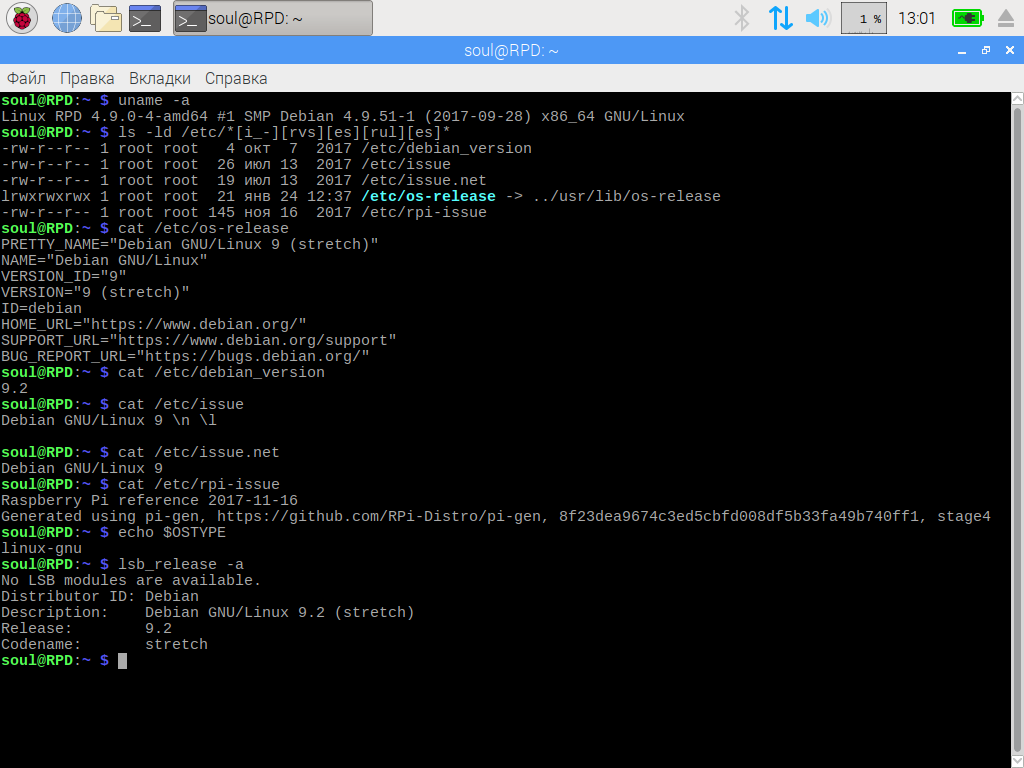 soul@RPD: ~
1 %
13:01
soul@RPD: ~
Файл Правка Вкладки Справка
soul@RPD:~ $ uname -a
Linux RPD 4.9.0-4-amd64 #1 SMP Debian 4.9.51-1 (2017-09-28) x86_64 GNU/Linux
soul@RPD:~ $ ls -ld /etc/*[i_-][rvs][es][rul][es]*
-rw-r--r-- 1 root root   4 окт  7  2017 /etc/debian_version
-rw-r--r-- 1 root root  26 июл 13  2017 /etc/issue
-rw-r--r-- 1 root root  19 июл 13  2017 /etc/issue.net
lrwxrwxrwx 1 root root  21 янв 24 12:37 /etc/os-release -> ../usr/lib/os-release
-rw-r--r-- 1 root root 145 ноя 16  2017 /etc/rpi-issue
soul@RPD:~ $ cat /etc/os-release
PRETTY_NAME="Debian GNU/Linux 9 (stretch)"
NAME="Debian GNU/Linux"
VERSION_ID="9"
VERSION="9 (stretch)"
ID=debian
HOME_URL="https://www.debian.org/"
SUPPORT_URL="https://www.debian.org/support"
BUG_REPORT_URL="https://bugs.debian.org/"
soul@RPD:~ $ cat /etc/debian_version
9.2
soul@RPD:~ $ cat /etc/issue
Debian GNU/Linux 9 \n \l
soul@RPD:~ $ cat /etc/issue.net
Debian GNU/Linux 9
soul@RPD:~ $ cat /etc/rpi-issue
Raspberry Pi reference 2017-11-16
Generated using pi-gen, https://github.com/RPi-Distro/pi-gen, 8f23dea9674c3ed5cbfd008df5b33fa49b740ff1, stage4
soul@RPD:~ $ echo $OSTYPE
linux-gnu
soul@RPD:~ $ lsb_release -a
No LSB modules are available.
Distributor ID: Debian
Description:    Debian GNU/Linux 9.2 (stretch)
Release:        9.2
Codename:       stretch
soul@RPD:~ $